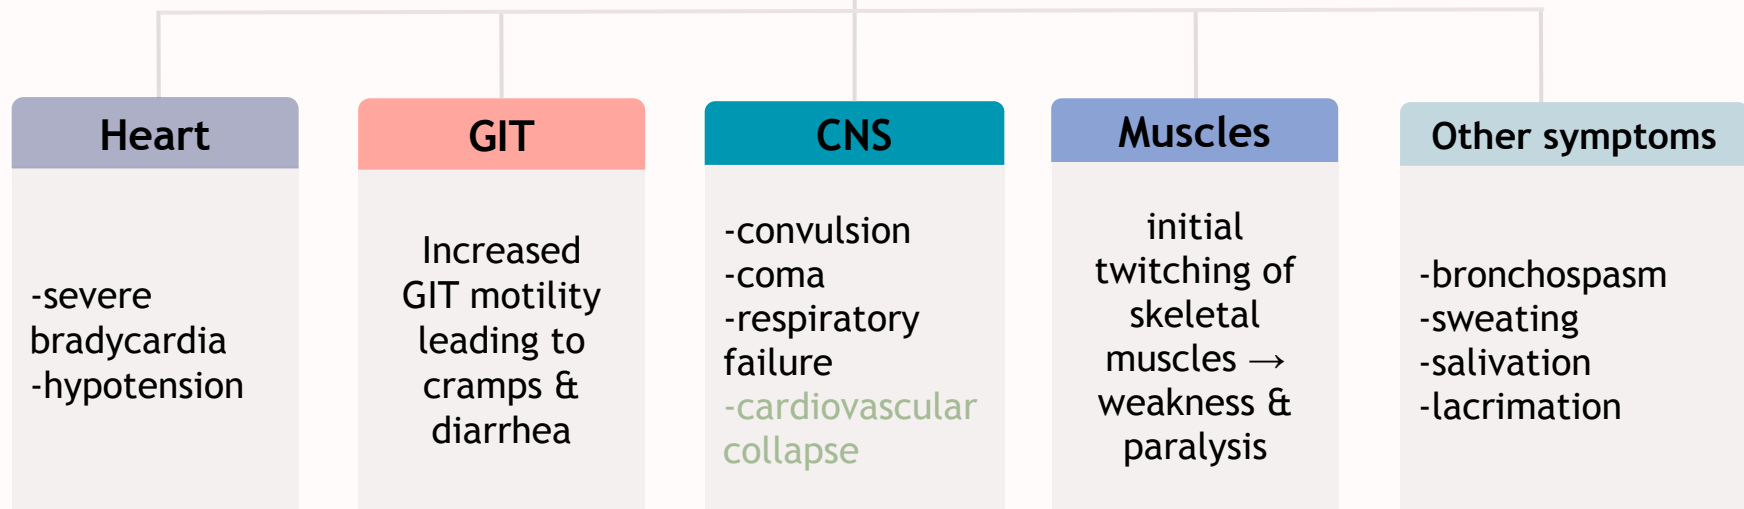 Heart
-severe
bradycardia
-hypotension
GIT
Increased
GIT motility
leading to
cramps &
diarrhea
CNS
-convulsion
-coma
-respiratory
failure
-cardiovascular
collapse
Muscles
initial
twitching of
skeletal
muscles →
weakness &
paralysis
Other symptoms
-bronchospasm
-sweating
-salivation
-lacrimation